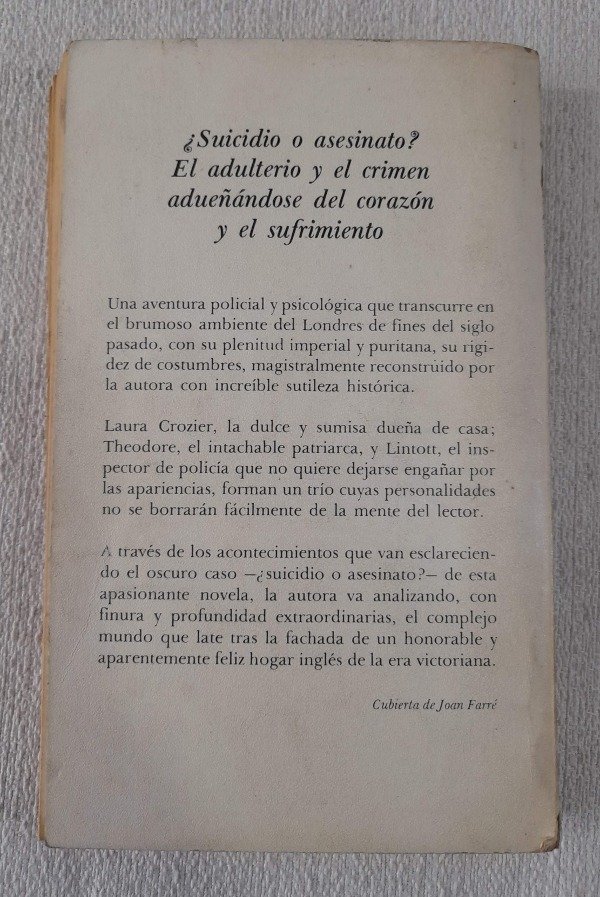 ¿Suicidio o asesinato?
El adulterio y el crimen
adueñándose del corazón
y el sufrimiento
Una aventura policial y psicológica que transcurre en
el brumoso ambiente del Londres de fines del siglo
pasado, con su plenitud imperial y puritana, su rigi-
dez de costumbres, magistralmente reconstruído por
la autora con increíble sutileza histórica.
Laura Crozier, la dulce y sumisa dueña de casa;
Theodore, el intachable patriarca, y Lintott, el ins-
pector de policía que no quiere dejarse engañar por
las apariencias, forman un trío cuyas personalidades
no se borrarán fácilmente de la mente del lector.
A través de los acontecimientos que van esclarecien-
do el oscuro caso —¿suicidio o asesinato?— de esta
apasionante novela, la autora va analizando, con
finura y profundidad extraordinarias, el complejo
mundo que late tras la fachada de un honorable y
aparentemente feliz hogar inglés de la era victoriana.
Cubierta de Joan Farré